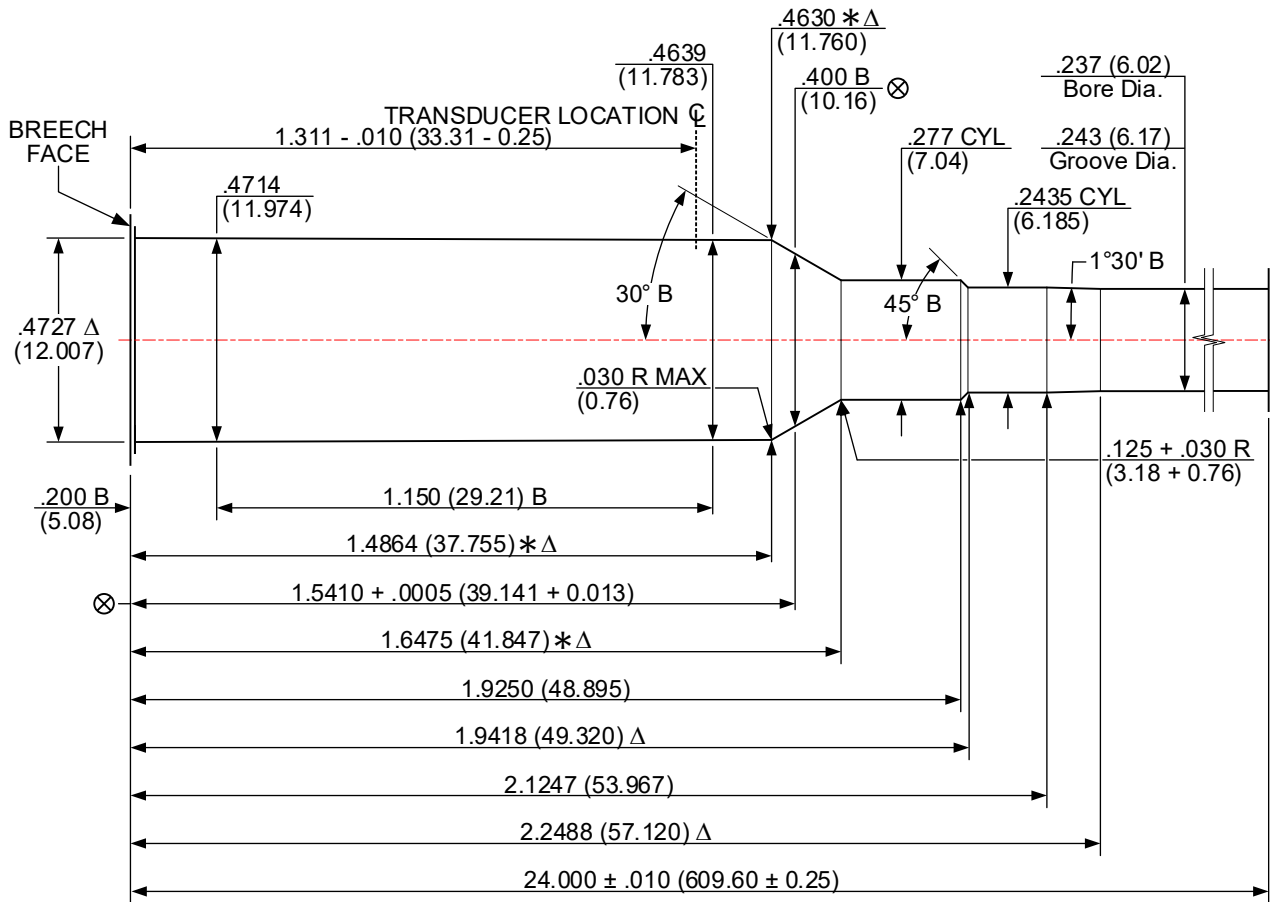 .4630 ∗ Δ
(11.760)
.4639
(11.783)
.400 B ⊗
(10.16)
.237 (6.02)
Bore Dia.
TRANSDUCER LOCATION ℄
BREECH
FACE
1.311 - .010 (33.31 - 0.25)
.277 CYL
(7.04)
.243 (6.17)
Groove Dia.
.4714
(11.974)
.2435 CYL
(6.185)
1°30' B
30° B
45° B
.4727 Δ
(12.007)
.030 R MAX
(0.76)
.125 + .030 R
(3.18 + 0.76)
.200 B
(5.08)
1.150 (29.21) B
1.4864 (37.755) ∗ Δ
⊗ 1.5410 + .0005 (39.141 + 0.013)
1.6475 (41.847) ∗ Δ
1.9250 (48.895)
1.9418 (49.320) Δ
2.1247 (53.967)
2.2488 (57.120) Δ
24.000 ± .010 (609.60 ± 0.25)